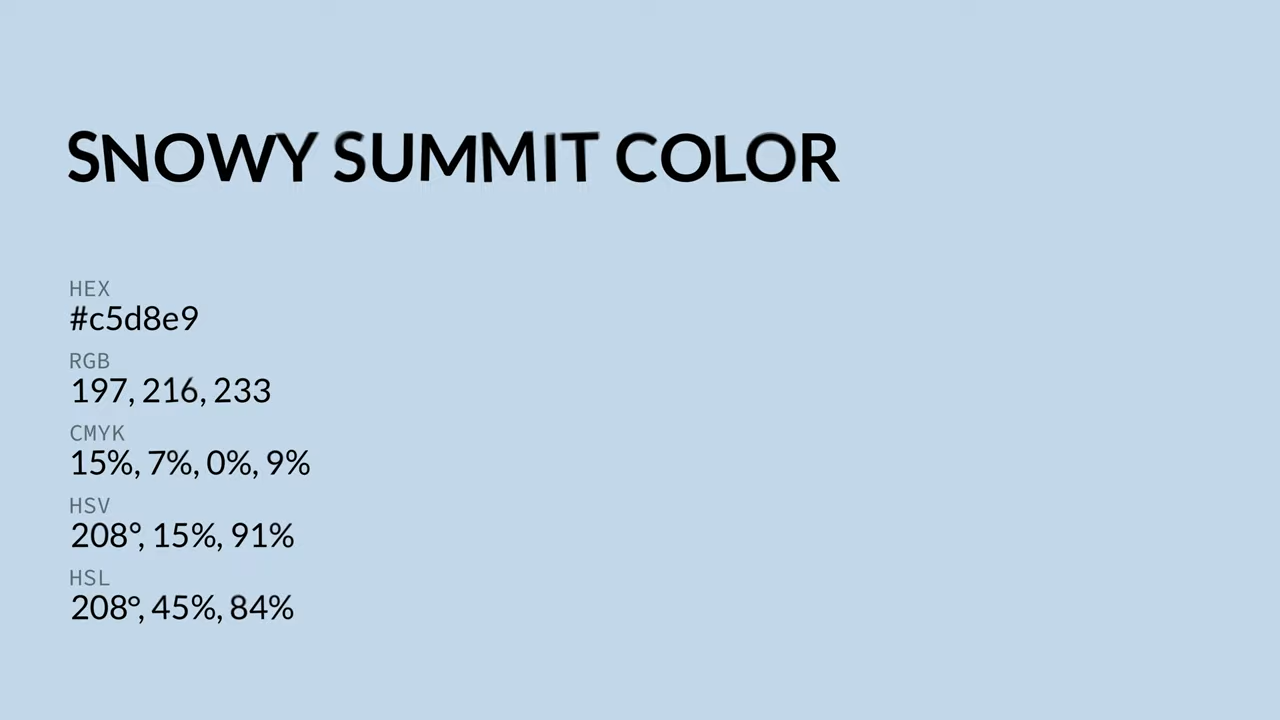 SNOWY SUMMIT COLOR
HEX
#c5d8e9
RGB
197, 216, 233
CMYK
15%, 7%, 0%, 9%
HSV
208°, 15%, 91%
HSL
208°, 45%, 84%